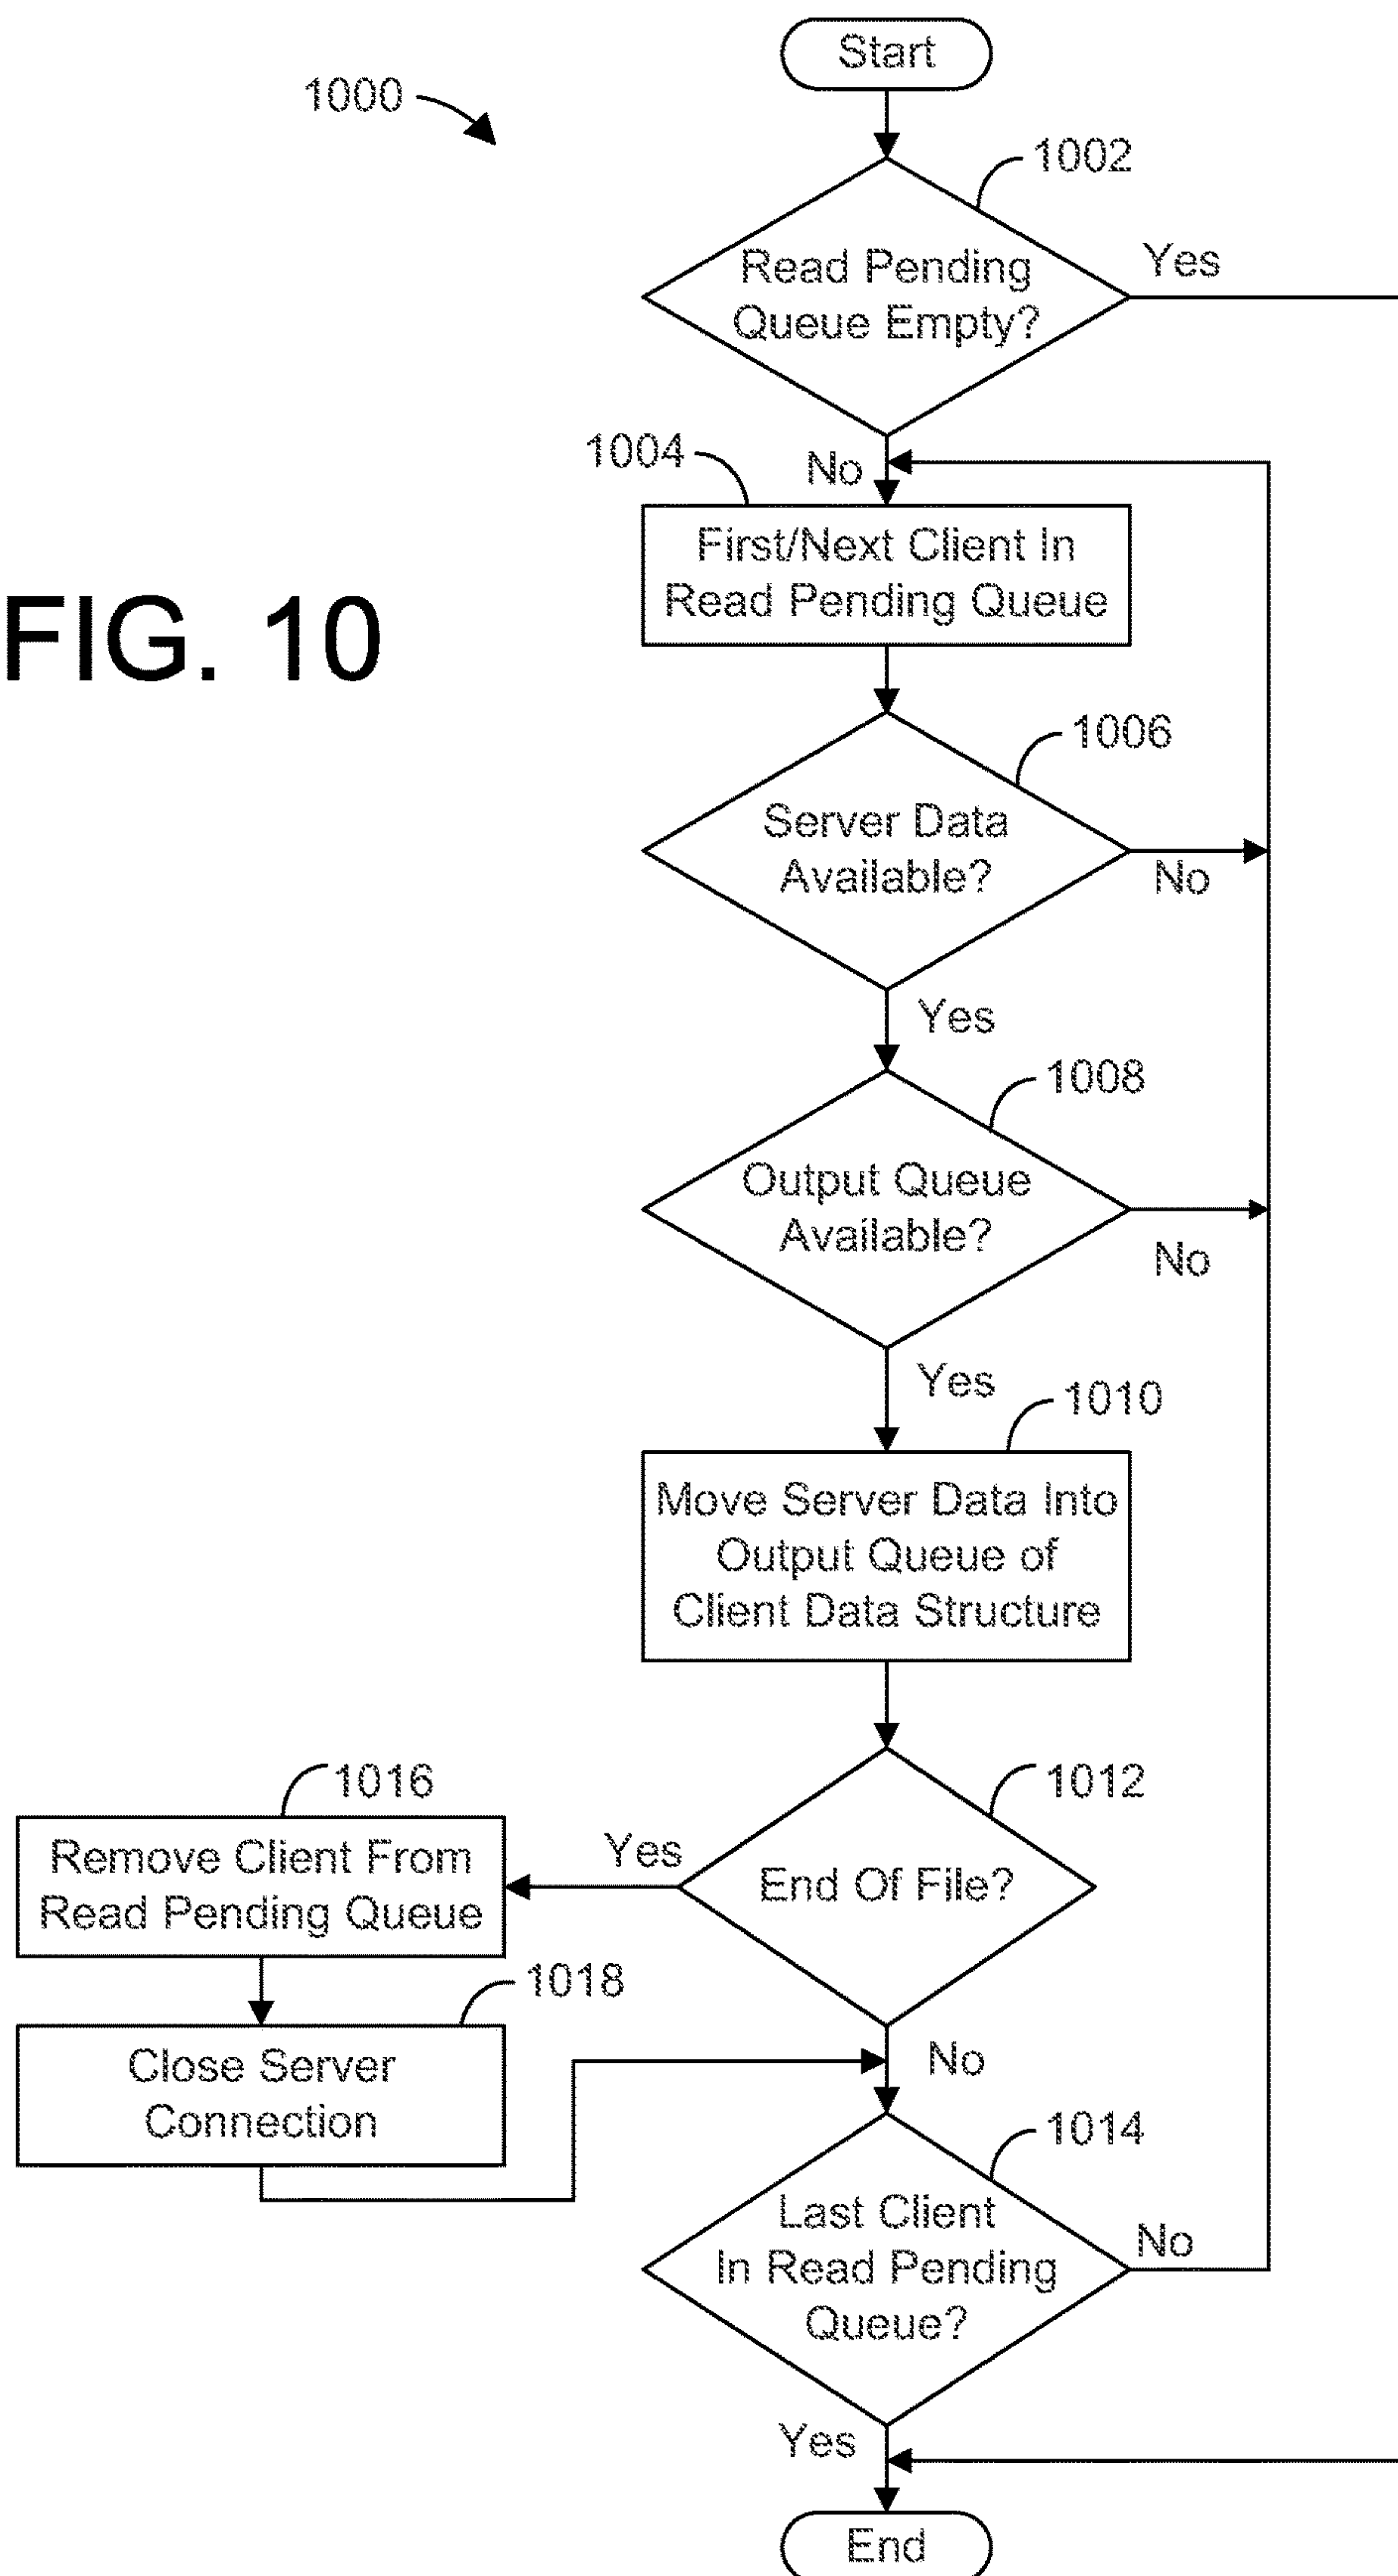 Start
1000
1002
Read Pending
Queue Empty?
Yes
1004
No
First/Next Client In
Read Pending Queue
FIG. 10
1006
Server Data
Available?
No
Yes
1008
Output Queue
Available?
No
Yes
1010
Move Server Data Into
Output Queue of
Client Data Structure
1016
1012
Remove Client From
Read Pending Queue
Yes
End Of File?
1018
Close Server
Connection
No
1014
Last Client
In Read Pending
Queue?
No
Yes
End